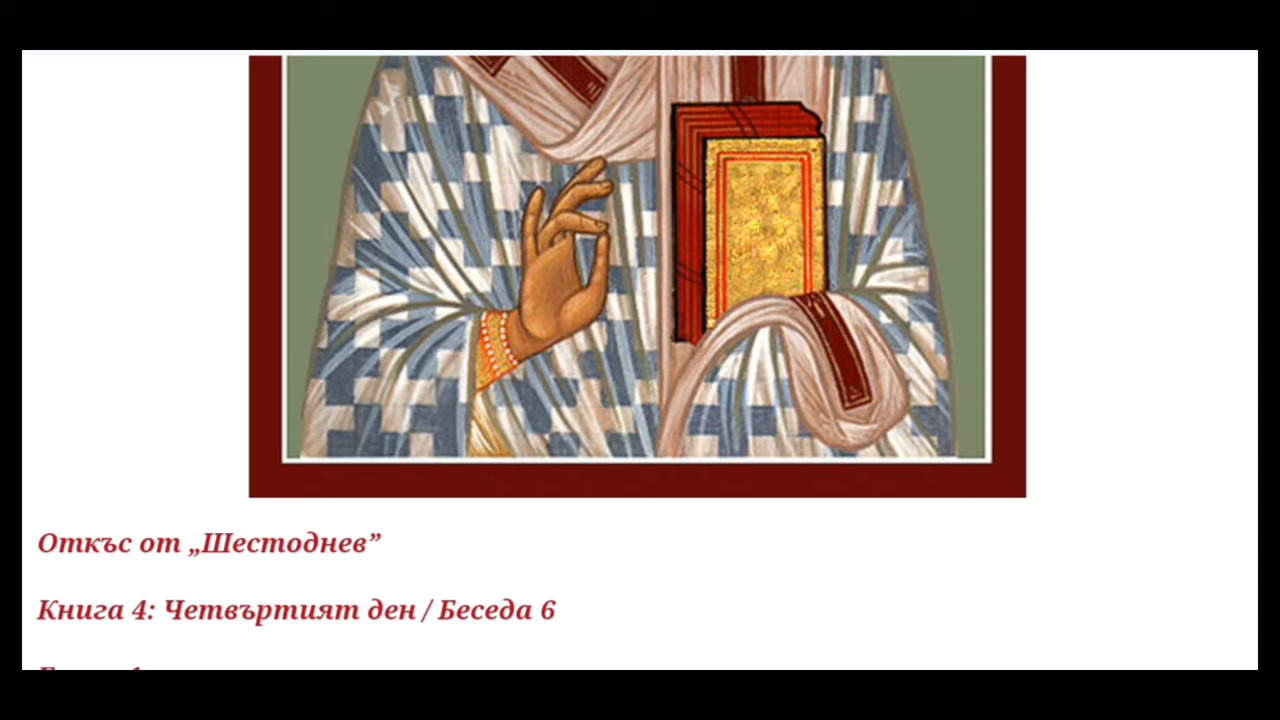 Откъс от „Шестоднев”
Книга 4: Четвъртият ден / Беседа 6